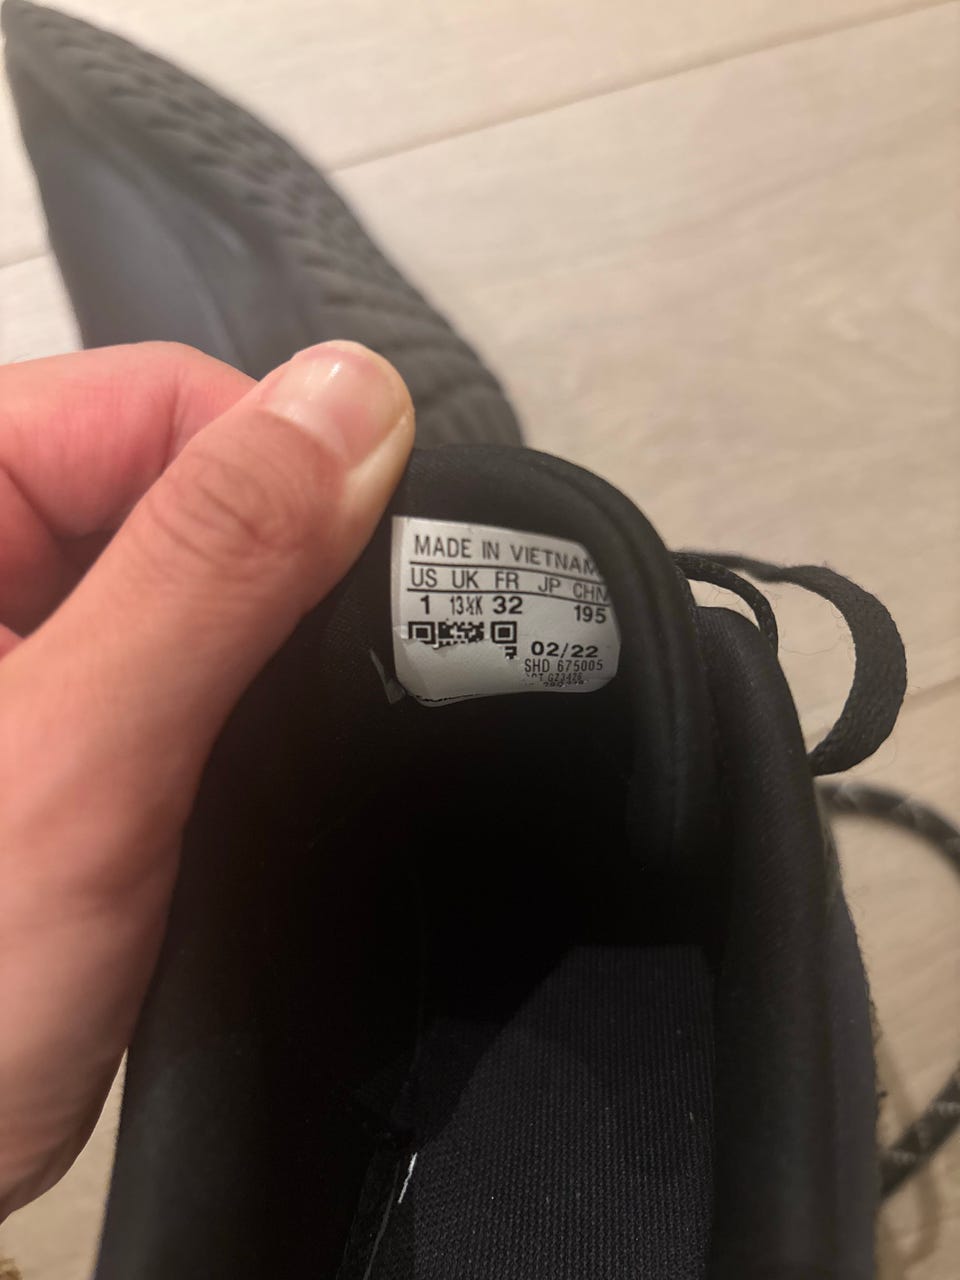 MADE IN VIETNAM
US UK FR JP CHN
1 13½K 32 195
02/22
SHD 675005